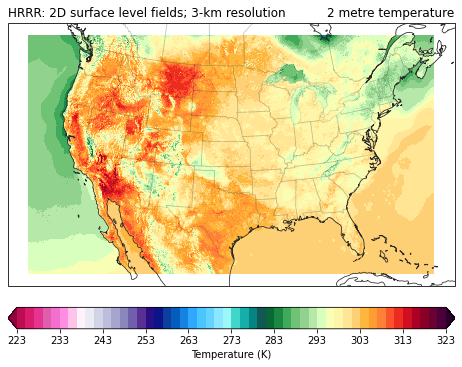 HRRR: 2D surface level fields; 3-km resolution 2 metre temperature
223 233 243 253 263 273 283 293 303 313 323
Temperature (K)